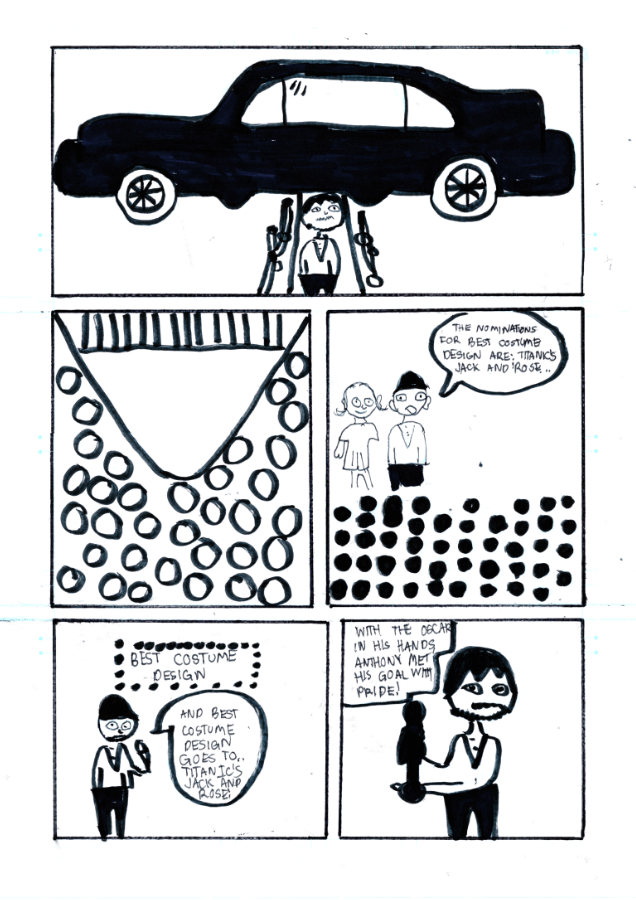 THE NOMINATIONS
FOR BEST COSTUME
DESIGN ARE: TITANIC'S
JACK AND ROSE...
BEST COSTUME
DESIGN
AND BEST
COSTUME
DESIGN
GOES TO..
TITANIC'S
JACK AND
ROSE!
WITH THE OSCAR
IN HIS HANDS,
ANTHONY MET
HIS GOAL WITH
PRIDE!